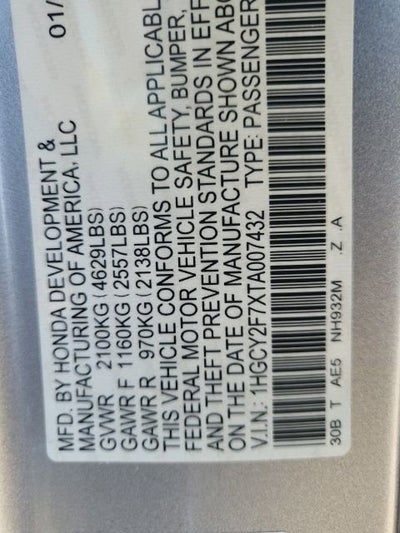 MFD. BY HONDA DEVELOPMENT & 01/
MANUFACTURING OF AMERICA, LLC
GVWR 2100KG (4629LBS)
GAWR F 1160KG (2557LBS)
GAWR R 970KG (2138LBS)
THIS VEHICLE CONFORMS TO ALL APPLICABL
FEDERAL MOTOR VEHICLE SAFETY, BUMPER,
AND THEFT PREVENTION STANDARDS IN EFF
ON THE DATE OF MANUFACTURE SHOWN AB
V.I.N.: 1HGCY2F7XTA007432 TYPE: PASSENGER
30B T AE5 NH932M .Z .A